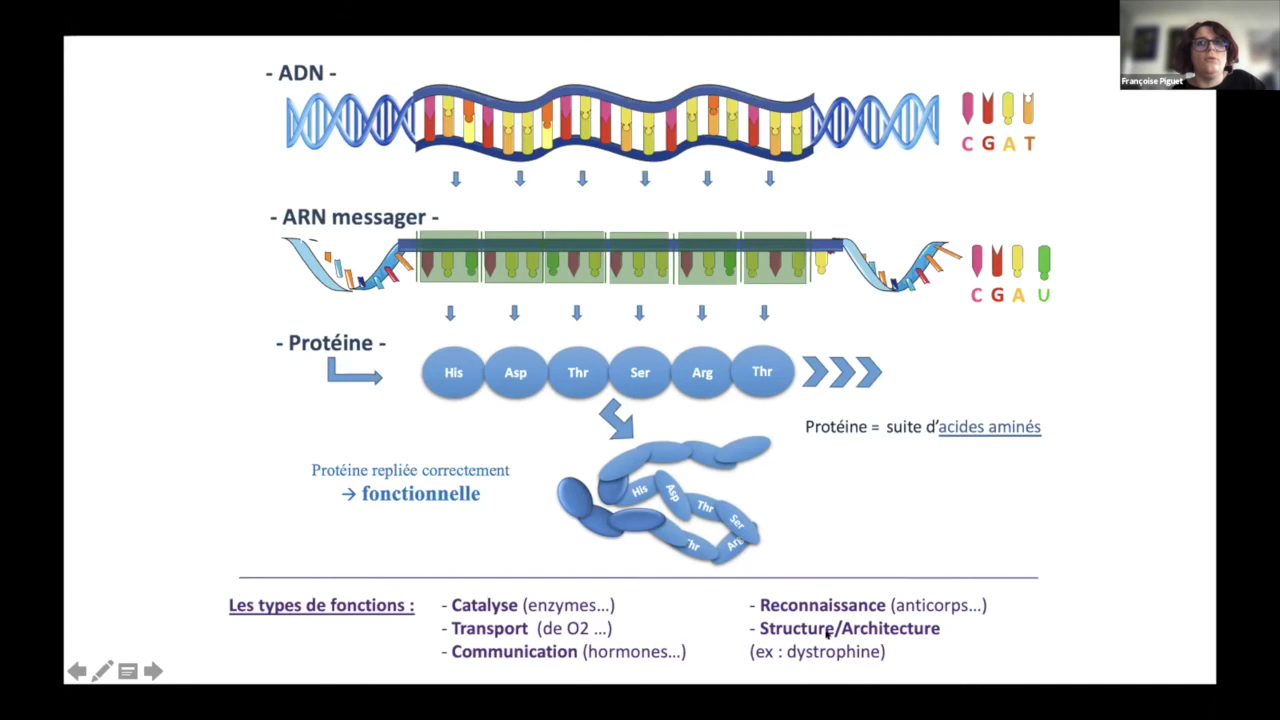 Françoise Piguet
- ADN -
C G A T
- ARN messager -
C G A U
- Protéine -
His Asp Thr Ser Arg Thr
Protéine = suite d'acides aminés
Protéine repliée correctement
→ fonctionnelle
His Asp Thr Ser Arg Thr
Les types de fonctions :
- Catalyse (enzymes...)
- Transport (de O2 ...)
- Communication (hormones...)
- Reconnaissance (anticorps...)
- Structure/Architecture
(ex : dystrophine)